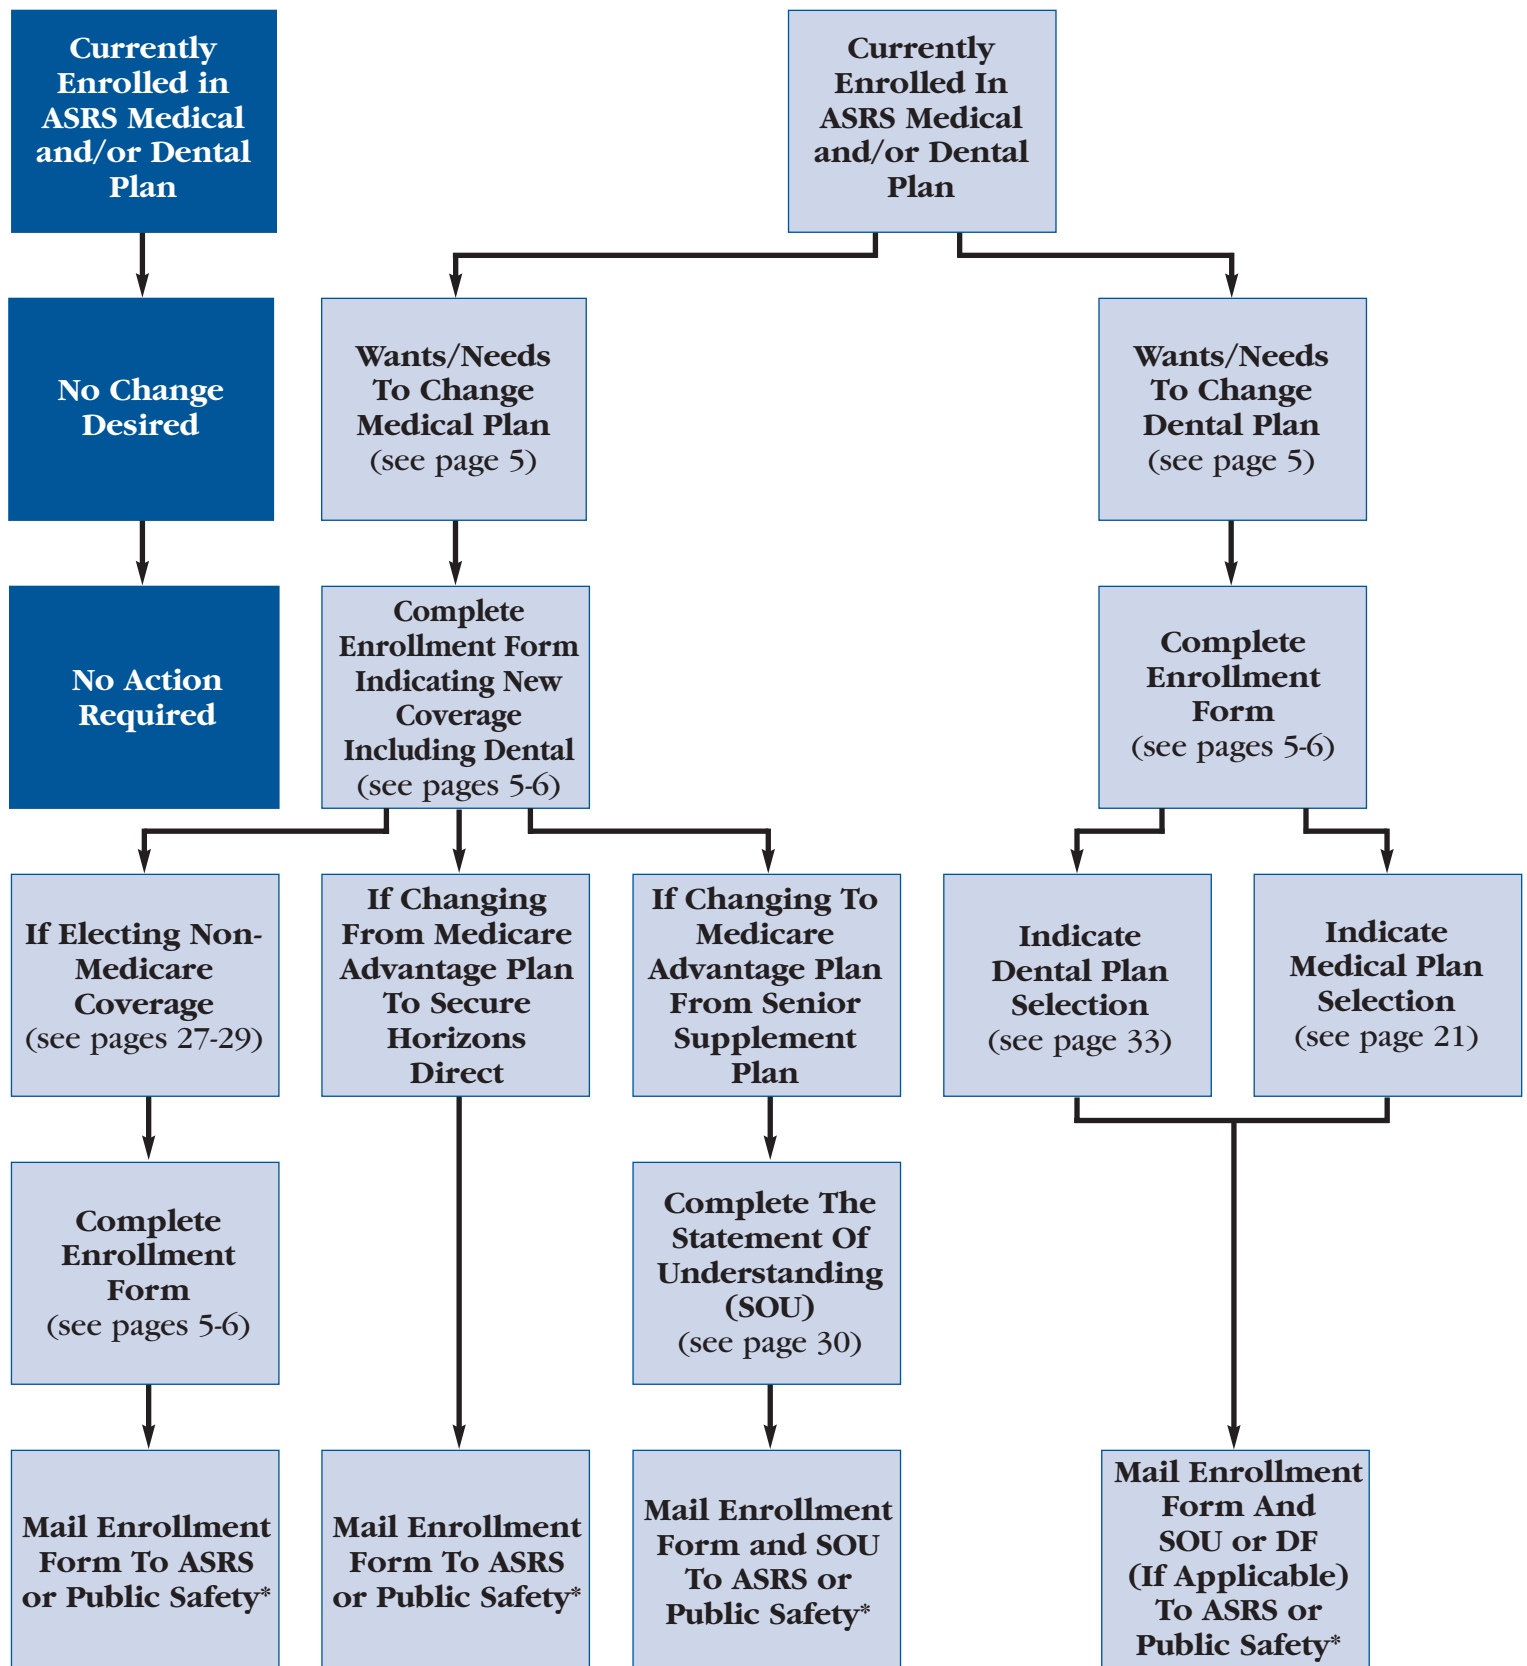 Currently
Enrolled in
ASRS Medical
and/or Dental
Plan
Currently
Enrolled In
ASRS Medical
and/or Dental
Plan
No Change
Desired
Wants/Needs
To Change
Medical Plan
(see page 5)
Wants/Needs
To Change
Dental Plan
(see page 5)
No Action
Required
Complete
Enrollment Form
Indicating New
Coverage
Including Dental
(see pages 5-6)
Complete
Enrollment
Form
(see pages 5-6)
If Electing Non-
Medicare
Coverage
(see pages 27-29)
If Changing
From Medicare
Advantage Plan
To Secure
Horizons
Direct
If Changing To
Medicare
Advantage Plan
From Senior
Supplement
Plan
Indicate
Dental Plan
Selection
(see page 33)
Indicate
Medical Plan
Selection
(see page 21)
Complete
Enrollment
Form
(see pages 5-6)
Complete The
Statement Of
Understanding
(SOU)
(see page 30)
Mail Enrollment
Form To ASRS
or Public Safety*
Mail Enrollment
Form To ASRS
or Public Safety*
Mail Enrollment
Form and SOU
To ASRS or
Public Safety*
Mail Enrollment
Form And
SOU or DF
(If Applicable)
To ASRS or
Public Safety*